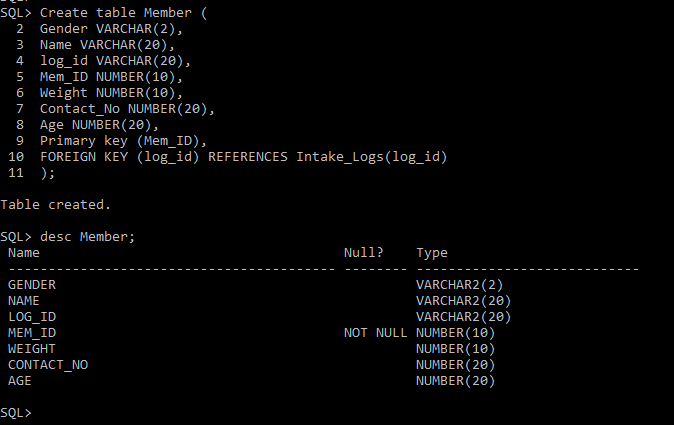 SQL> Create table Member (
  2  Gender VARCHAR(2),
  3  Name VARCHAR(20),
  4  log_id VARCHAR(20),
  5  Mem_ID NUMBER(10),
  6  Weight NUMBER(10),
  7  Contact_No NUMBER(20),
  8  Age NUMBER(20),
  9  Primary key (Mem_ID),
 10  FOREIGN KEY (log_id) REFERENCES Intake_Logs(log_id)
 11  );
Table created.
SQL> desc Member;
 Name                                      Null?    Type
 ----------------------------------------- -------- ----------------------------
 GENDER                                             VARCHAR2(2)
 NAME                                               VARCHAR2(20)
 LOG_ID                                             VARCHAR2(20)
 MEM_ID                                    NOT NULL NUMBER(10)
 WEIGHT                                             NUMBER(10)
 CONTACT_NO                                         NUMBER(20)
 AGE                                                NUMBER(20)
SQL>